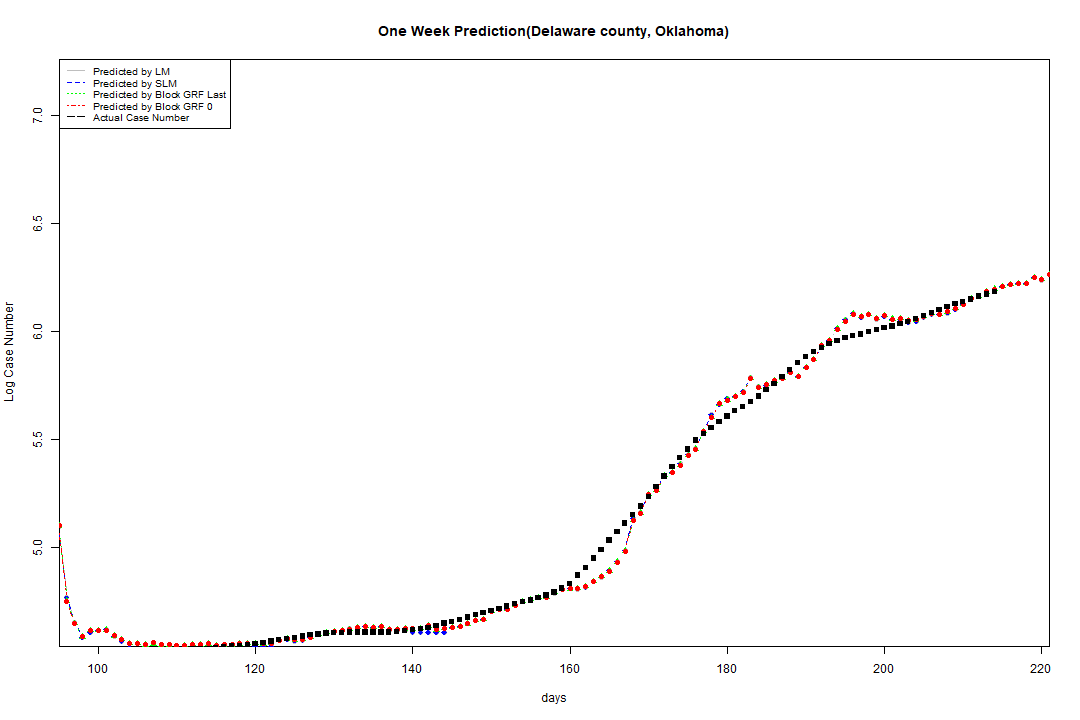 One Week Prediction(Delaware county, Oklahoma)
Predicted by LM
Predicted by SLM
Predicted by Block GRF Last
Predicted by Block GRF 0
Actual Case Number
7.0
6.5
6.0
5.5
5.0
Log Case Number
100 120 140 160 180 200 220
days